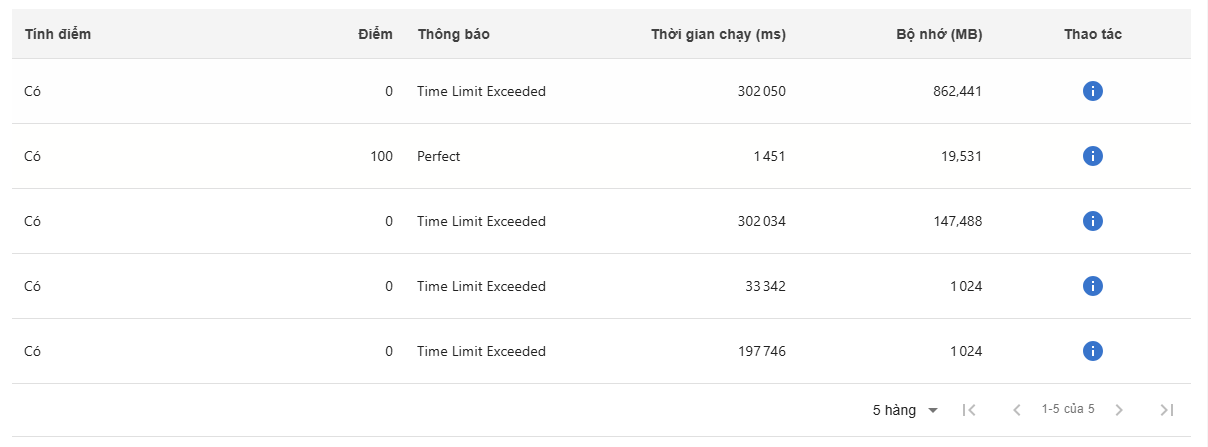 Tính điểm Điểm Thông báo Thời gian chạy (ms) Bộ nhớ (MB) Thao tác
Có 0 Time Limit Exceeded 302 050 862,441
Có 100 Perfect 1 451 19,531
Có 0 Time Limit Exceeded 302 034 147,488
Có 0 Time Limit Exceeded 33 342 1 024
Có 0 Time Limit Exceeded 197 746 1 024
5 hàng 1-5 của 5